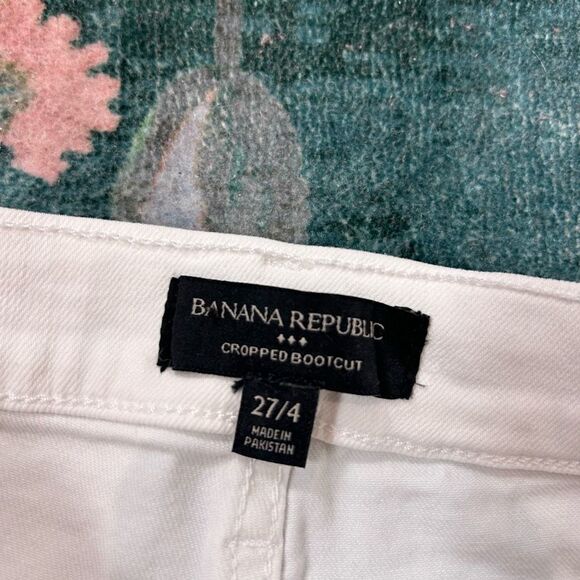 BANANA REPUBLIC
CROPPED BOOTCUT
27/4
MADE IN
PAKISTAN